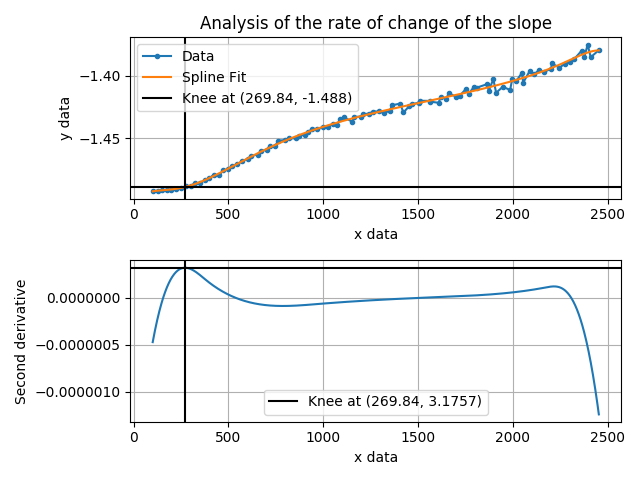 Analysis of the rate of change of the slope
Data
Spline Fit
Knee at (269.84, -1.488)
−1.40
−1.45
y data
0 500 1000 1500 2000 2500
x data
0.0000000
−0.0000005
−0.0000010
Second derivative
Knee at (269.84, 3.1757)
0 500 1000 1500 2000 2500
x data